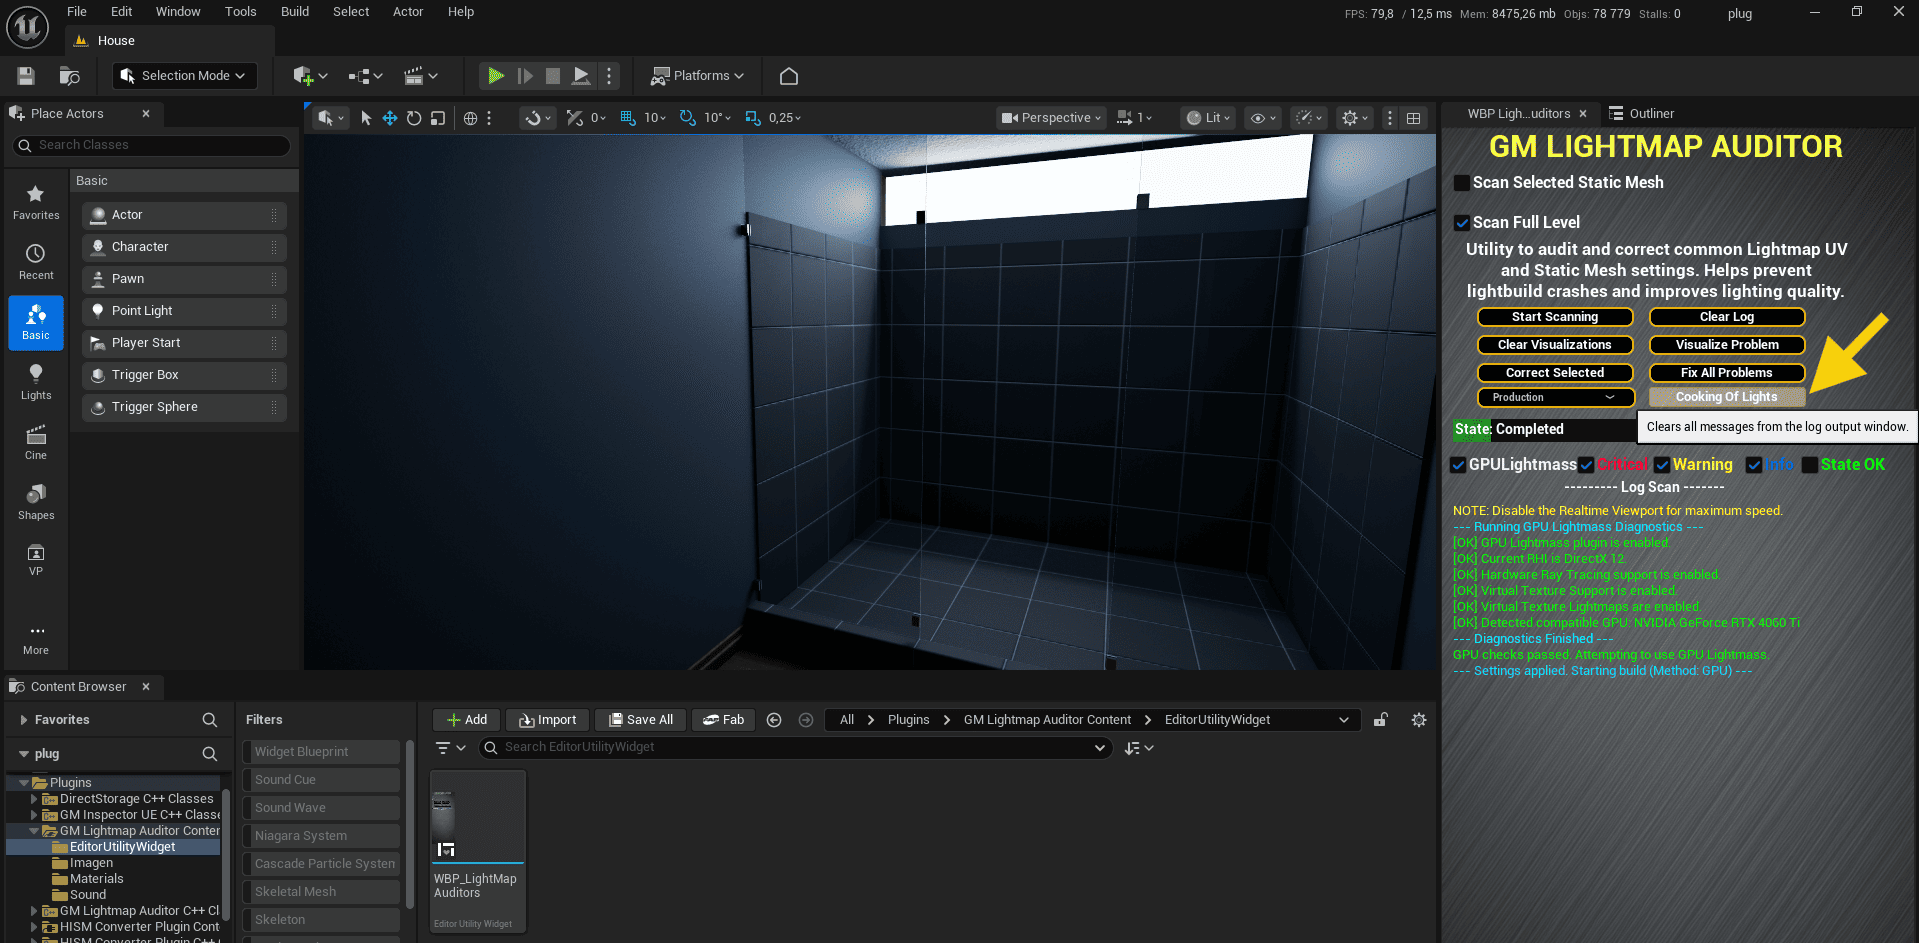 File Edit Window Tools Build Select Actor Help
FPS: 79,8 / 12,5 ms Mem: 8475,26 mb Objs: 78 779 Stalls: 0
plug
House
Selection Mode
Platforms
Place Actors
Search Classes
Favorites
Recent
Basic
Lights
Cine
Shapes
VP
More
Basic
Actor
Character
Pawn
Point Light
Player Start
Trigger Box
Trigger Sphere
0
10
10°
0,25
Perspective
1
Lit
WBP Ligh...uditors
Outliner
GM LIGHTMAP AUDITOR
Scan Selected Static Mesh
Scan Full Level
Utility to audit and correct common Lightmap UV
and Static Mesh settings. Helps prevent
lightbuild crashes and improves lighting quality.
Start Scanning Clear Log
Clear Visualizations Visualize Problem
Correct Selected Fix All Problems
Production Cooking Of Lights
State: Completed
Clears all messages from the log output window.
GPULightmass Critical Warning Info State OK
--------- Log Scan -------
NOTE: Disable the Realtime Viewport for maximum speed.
--- Running GPU Lightmass Diagnostics ---
[OK] GPU Lightmass plugin is enabled.
[OK] Current RHI is DirectX 12.
[OK] Hardware Ray Tracing support is enabled.
[OK] Virtual Texture Support is enabled.
[OK] Virtual Texture Lightmaps are enabled.
[OK] Detected compatible GPU: NVIDIA GeForce RTX 4060 Ti
--- Diagnostics Finished ---
GPU checks passed. Attempting to use GPU Lightmass.
--- Settings applied. Starting build (Method: GPU) ---
Content Browser
Favorites
plug
Plugins
DirectStorage C++ Classes
GM Inspector UE C++ Classe
GM Lightmap Auditor Conter
EditorUtilityWidget
Imagen
Materials
Sound
GM Lightmap Auditor C++ Cl
HISM Converter Plugin Cont
HISM Converter Plugin C++
Filters
Widget Blueprint
Sound Cue
Sound Wave
Niagara System
Cascade Particle System
Skeletal Mesh
Skeleton
Add Import Save All Fab
All Plugins GM Lightmap Auditor Content EditorUtilityWidget
Search EditorUtilityWidget
WBP_LightMap
Auditors
Editor Utility Widget